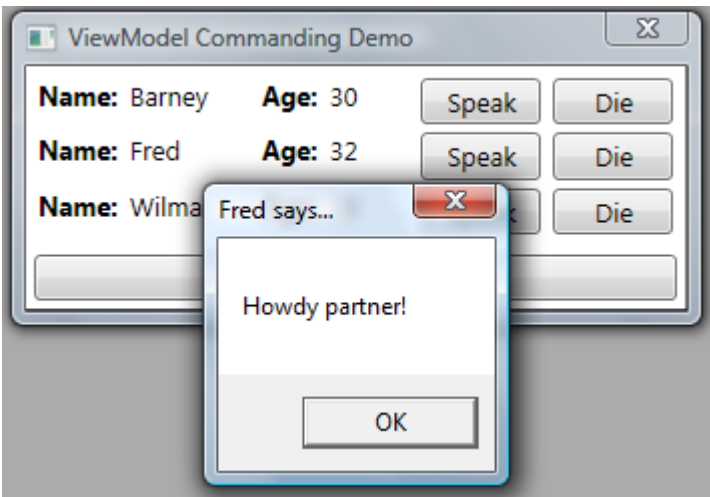 ViewModel Commanding Demo
Name: Barney Age: 30 Speak Die
Name: Fred Age: 32 Speak Die
Name: Wilma Die
Fred says...
Howdy partner!
OK